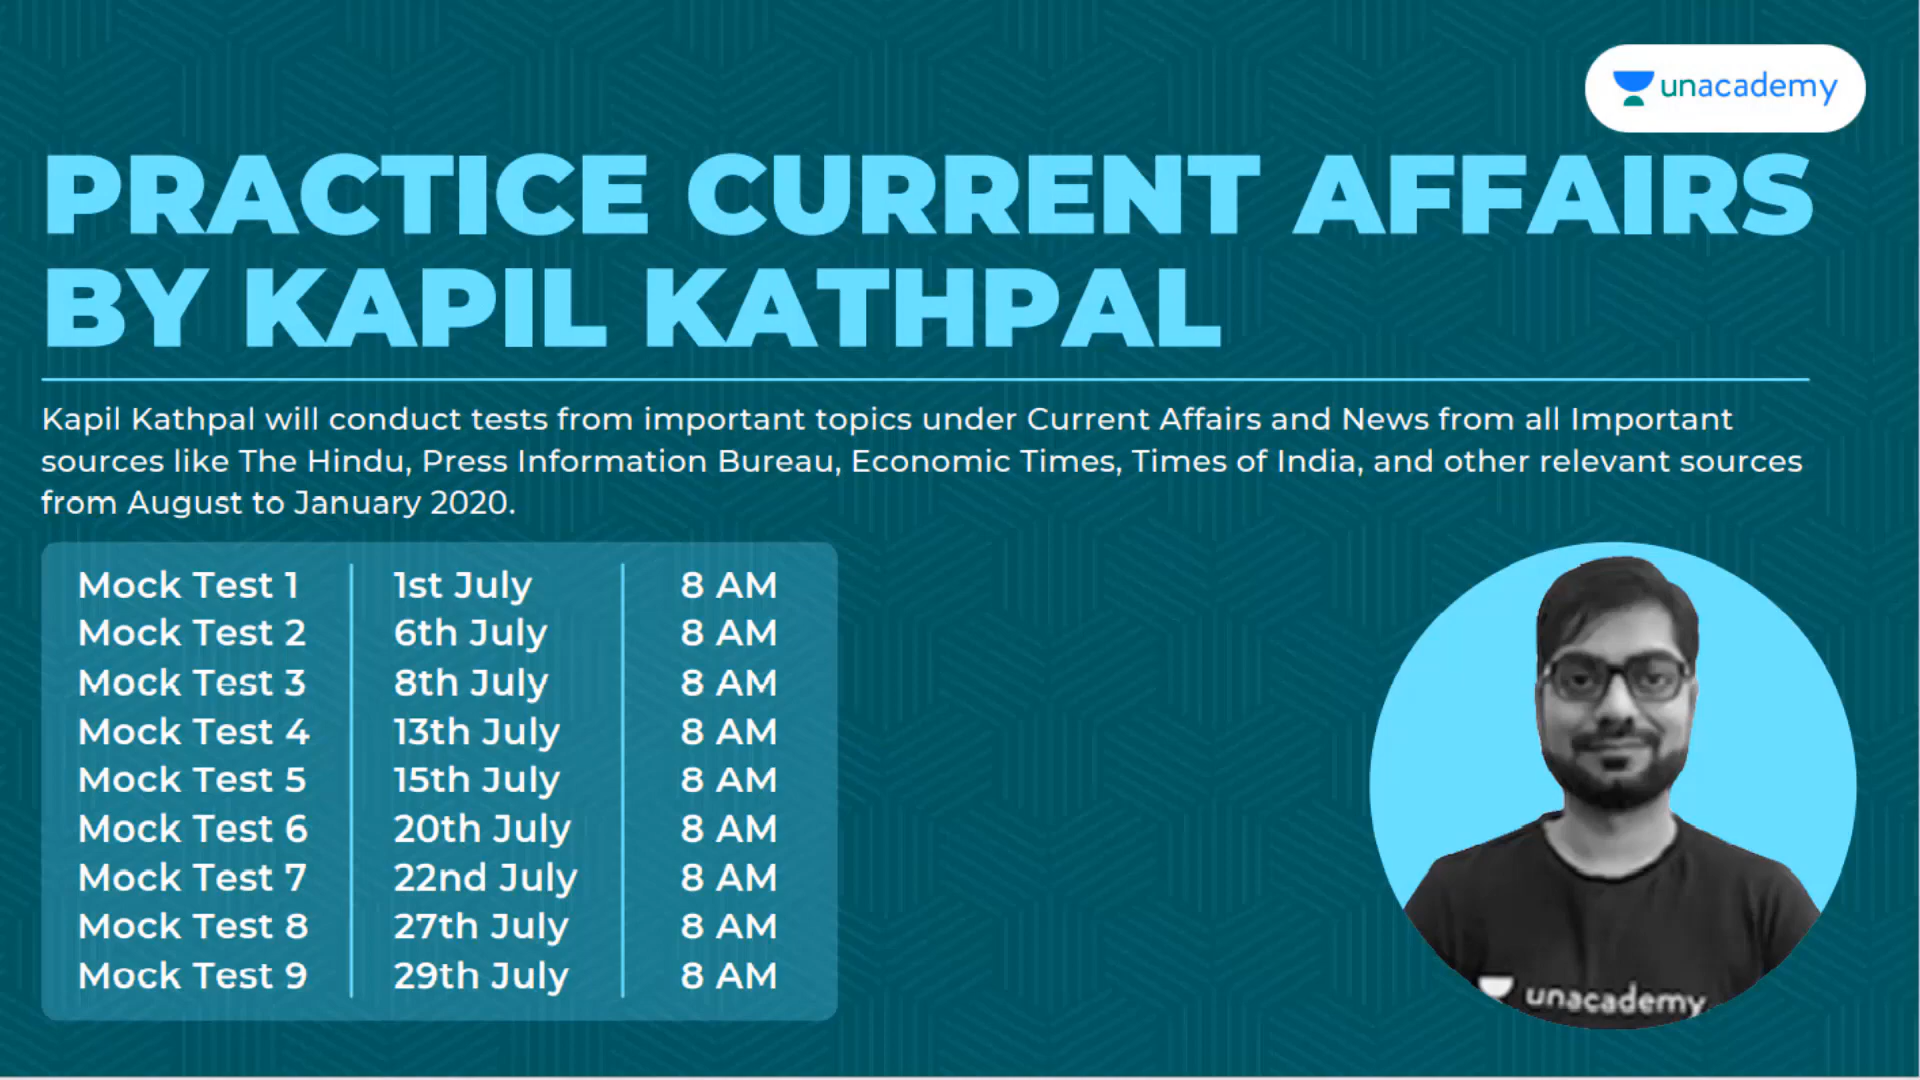 unacademy
PRACTICE CURRENT AFFAIRS
BY KAPIL KATHPAL
Kapil Kathpal will conduct tests from important topics under Current Affairs and News from all Important
sources like The Hindu, Press Information Bureau, Economic Times, Times of India, and other relevant sources
from August to January 2020.
Mock Test 1 1st July 8 AM
Mock Test 2 6th July 8 AM
Mock Test 3 8th July 8 AM
Mock Test 4 13th July 8 AM
Mock Test 5 15th July 8 AM
Mock Test 6 20th July 8 AM
Mock Test 7 22nd July 8 AM
Mock Test 8 27th July 8 AM
Mock Test 9 29th July 8 AM
unacademy